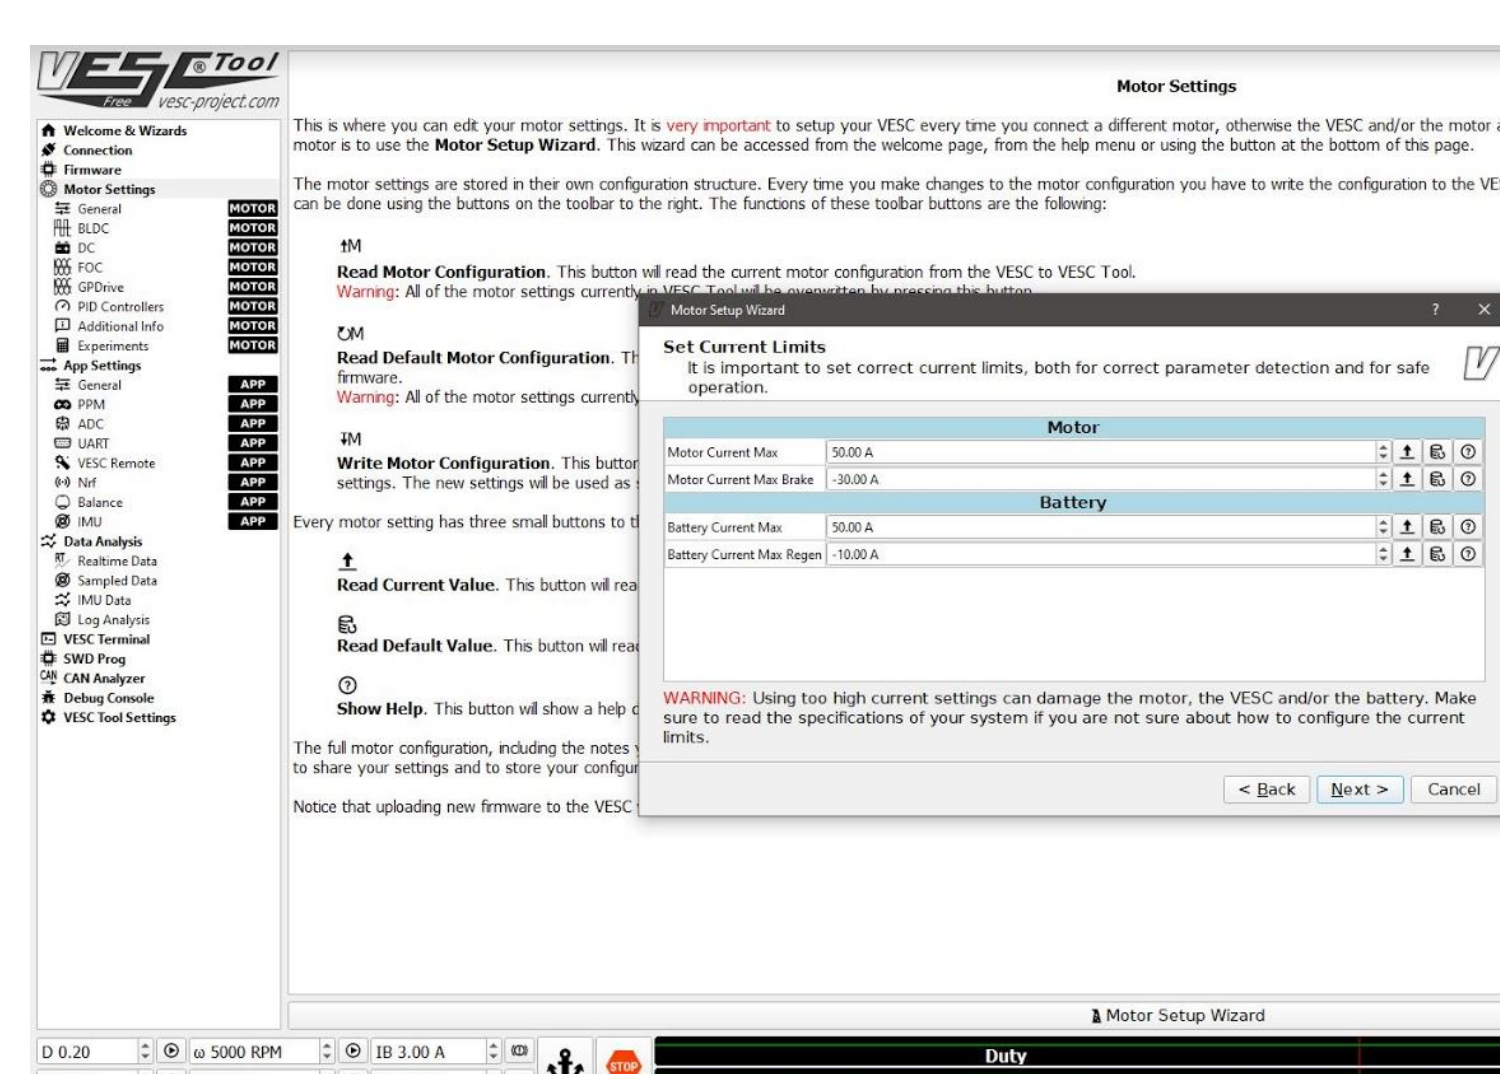 VESC® Tool
Free vesc-project.com
Welcome & Wizards
Connection
Firmware
Motor Settings
General MOTOR
BLDC MOTOR
DC MOTOR
FOC MOTOR
GPDrive MOTOR
PID Controllers MOTOR
Additional Info MOTOR
Experiments MOTOR
App Settings
General APP
PPM APP
ADC APP
UART APP
VESC Remote APP
Nrf APP
Balance APP
IMU APP
Data Analysis
RT Realtime Data
Sampled Data
IMU Data
Log Analysis
VESC Terminal
SWD Prog
CAN CAN Analyzer
Debug Console
VESC Tool Settings
Motor Settings
This is where you can edit your motor settings. It is very important to setup your VESC every time you connect a different motor, otherwise the VESC and/or the motor
motor is to use the Motor Setup Wizard. This wizard can be accessed from the welcome page, from the help menu or using the button at the bottom of this page.
The motor settings are stored in their own configuration structure. Every time you make changes to the motor configuration you have to write the configuration to the
can be done using the buttons on the toolbar to the right. The functions of these toolbar buttons are the following:
↑M
Read Motor Configuration. This button will read the current motor configuration from the VESC to VESC Tool.
Warning: All of the motor settings currently in VESC Tool will be overwritten by pressing this button
↻M
Read Default Motor Configuration.
firmware.
Warning: All of the motor settings currently
↧M
Write Motor Configuration. This button
settings. The new settings will be used as
Every motor setting has three small buttons to
Read Current Value. This button will
Read Default Value. This button will
Show Help. This button will show a help
The full motor configuration, including the notes
to share your settings and to store your
Notice that uploading new firmware to the VESC
Motor Setup Wizard ? ×
Set Current Limits
It is important to set correct current limits, both for correct parameter detection and for safe
operation.
Motor
Motor Current Max 50.00 A
Motor Current Max Brake -30.00 A
Battery
Battery Current Max 50.00 A
Battery Current Max Regen -10.00 A
WARNING: Using too high current settings can damage the motor, the VESC and/or the battery. Make
sure to read the specifications of your system if you are not sure about how to configure the current
limits.
< Back Next > Cancel
Motor Setup Wizard
D 0.20 ω 5000 RPM IB 3.00 A STOP Duty